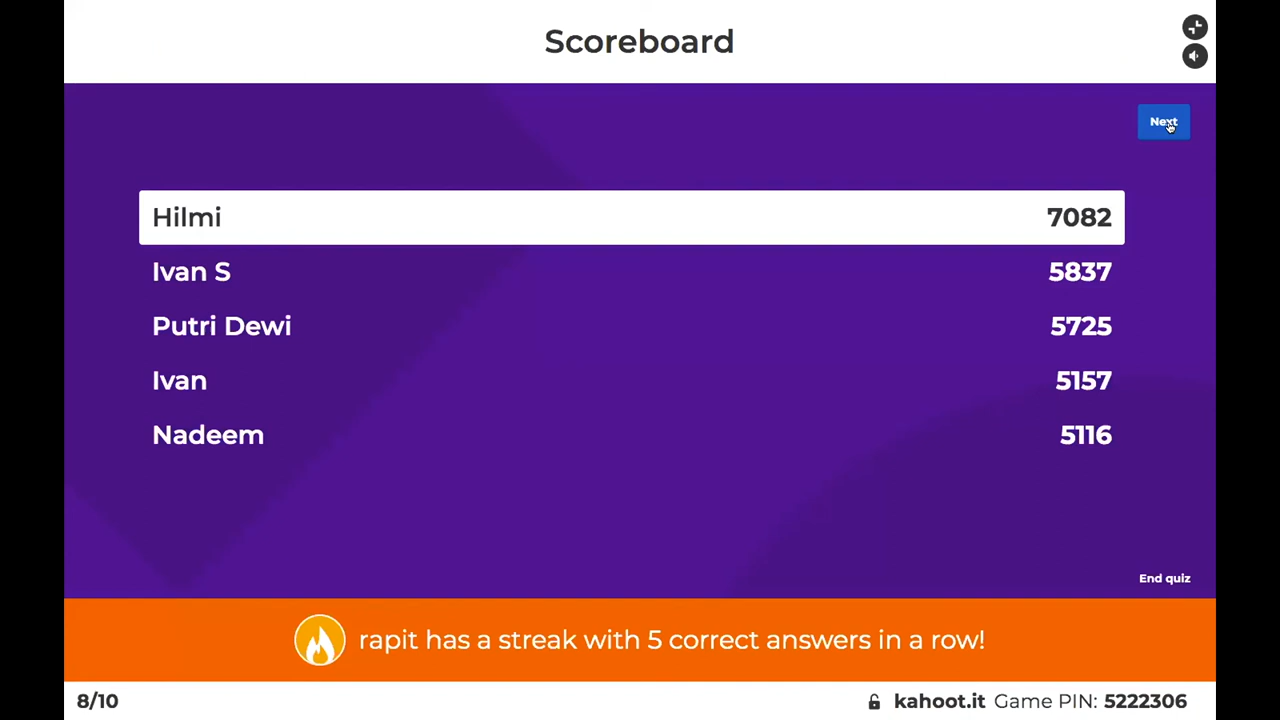 Scoreboard
Next
Hilmi 7082
Ivan S 5837
Putri Dewi 5725
Ivan 5157
Nadeem 5116
End quiz
rapit has a streak with 5 correct answers in a row!
8/10 kahoot.it Game PIN: 5222306